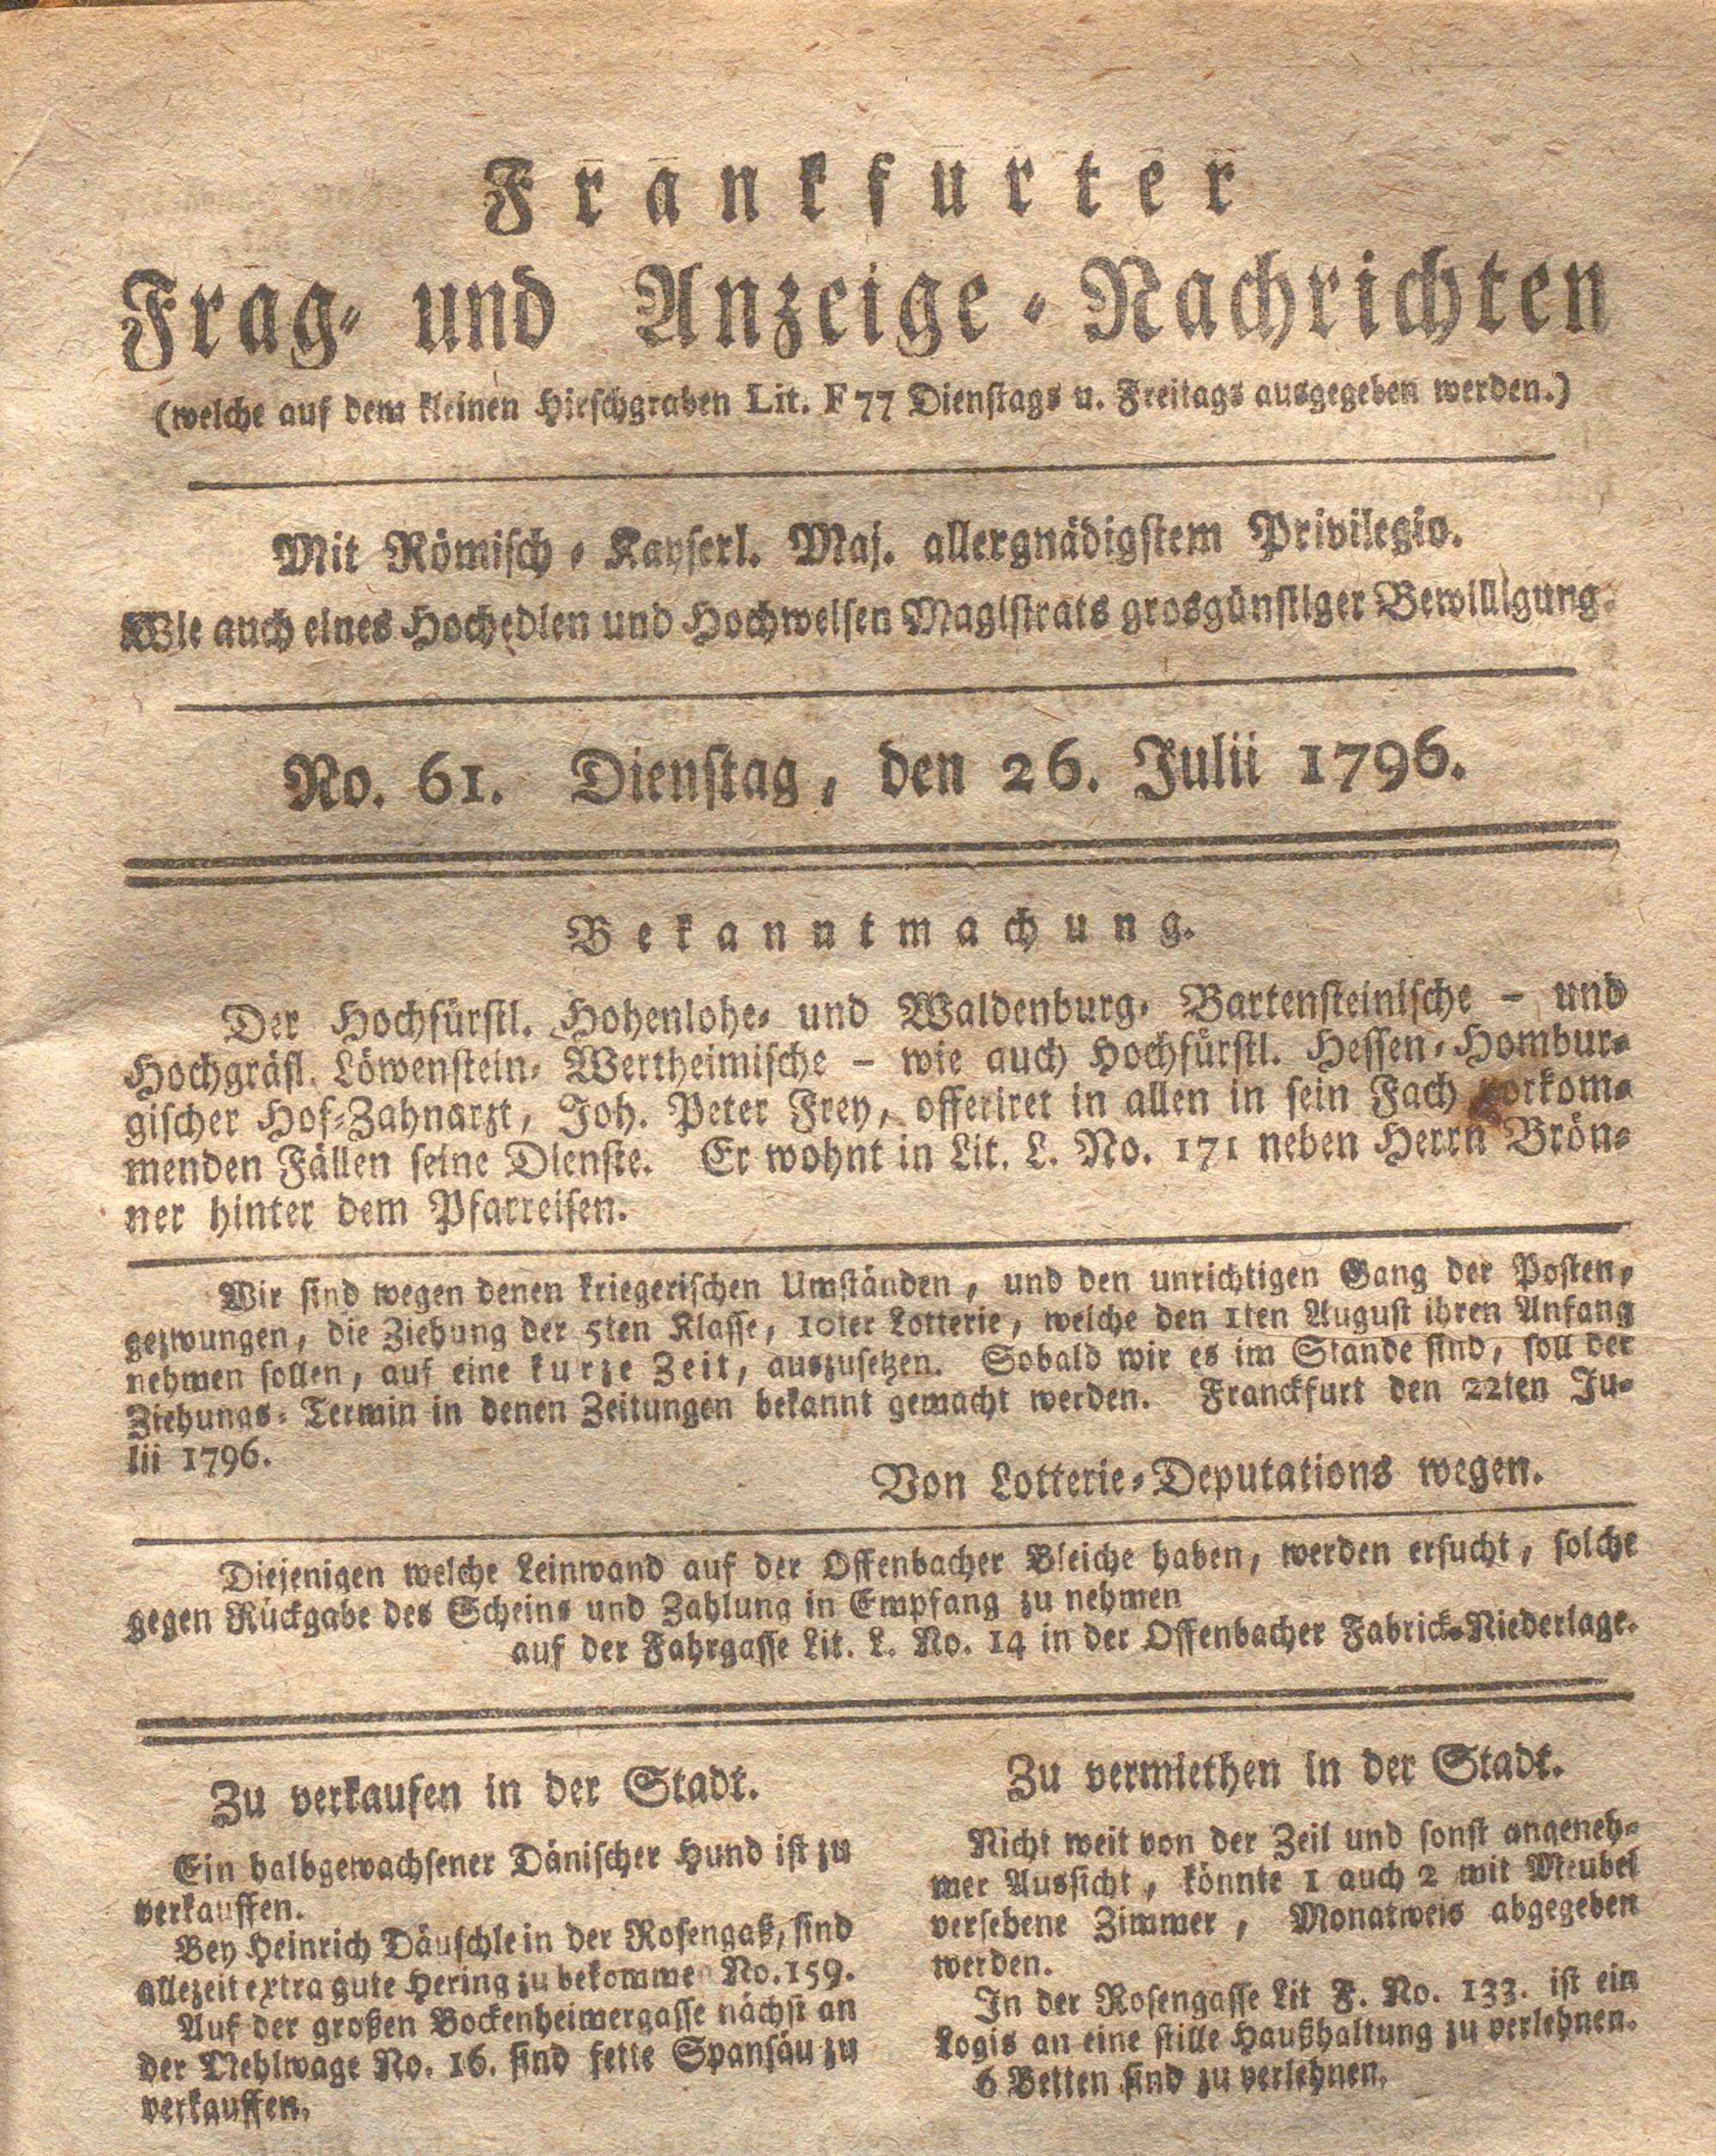 Frankfurter
Frag- und Anzeige-Nachrichten
(welche auf dem kleinen Hirschgraben Lit. F 77 Dienstags u. Freitags ausgegeben werden.)
Mit Römisch-Kayserl. Maj. allergnädigstem Privilegio.
Wie auch eines Hochedlen und Hochweisen Magistrats grosgünstiger Bewilligung.
No. 61. Dienstag, den 26. Julii 1796.
Bekanntmachung.
Der Hochfürstl. Hohenlohe- und Waldenburg-Bartensteinische – und
Hochgräfl. Löwenstein-Wertheimische – wie auch Hochfürstl. Hessen-Hombur-
gischer Hof-Zahnarzt, Joh. Peter Frey, offeriret in allen in sein Fach vorkom-
menden Fällen seine Dienste. Er wohnt in Lit. L. No. 171 neben Herrn Brön-
ner hinter dem Pfarreisen.
Wir sind wegen denen kriegerischen Umständen, und den unrichtigen Gang der Posten,
gezwungen, die Ziehung der 5ten Klasse, 10ter Lotterie, welche den 1ten August ihren Anfang
nehmen sollen, auf eine kurze Zeit, auszusetzen. Sobald wir es im Stande sind, soll der
Ziehungs-Termin in denen Zeitungen bekannt gemacht werden. Franckfurt den 22ten Ju-
lii 1796.
Von Lotterie-Deputations wegen.
Diejenigen welche Leinwand auf der Offenbacher Bleiche haben, werden ersucht, solche
gegen Rückgabe des Scheins und Zahlung in Empfang zu nehmen
auf der Fahrgasse Lit. L. No. 14 in der Offenbacher Fabrick-Niederlage.
Zu verkaufen in der Stadt.
Ein halbgewachsener Dänischer Hund ist zu
verkauffen.
Bey Heinrich Däuschlein der Rosengaß, sind
allezeit extra gute Hering zu bekommen No. 159.
Auf der großen Bockenheimergasse nächst an
der Mehlwage No. 16. sind fette Spansäu zu
verkauffen.
Zu vermiethen in der Stadt.
Nicht weit von der Zeil und sonst angeneh-
mer Aussicht, könnte 1 auch 2 mit Meubel
versehene Zimmer, Monatweis abgegeben
werden.
In der Rosengasse Lit F. No. 133. ist ein
Logis an eine stille Haußhaltung zu verlehnen.
6 Betten sind zu verlehnen.